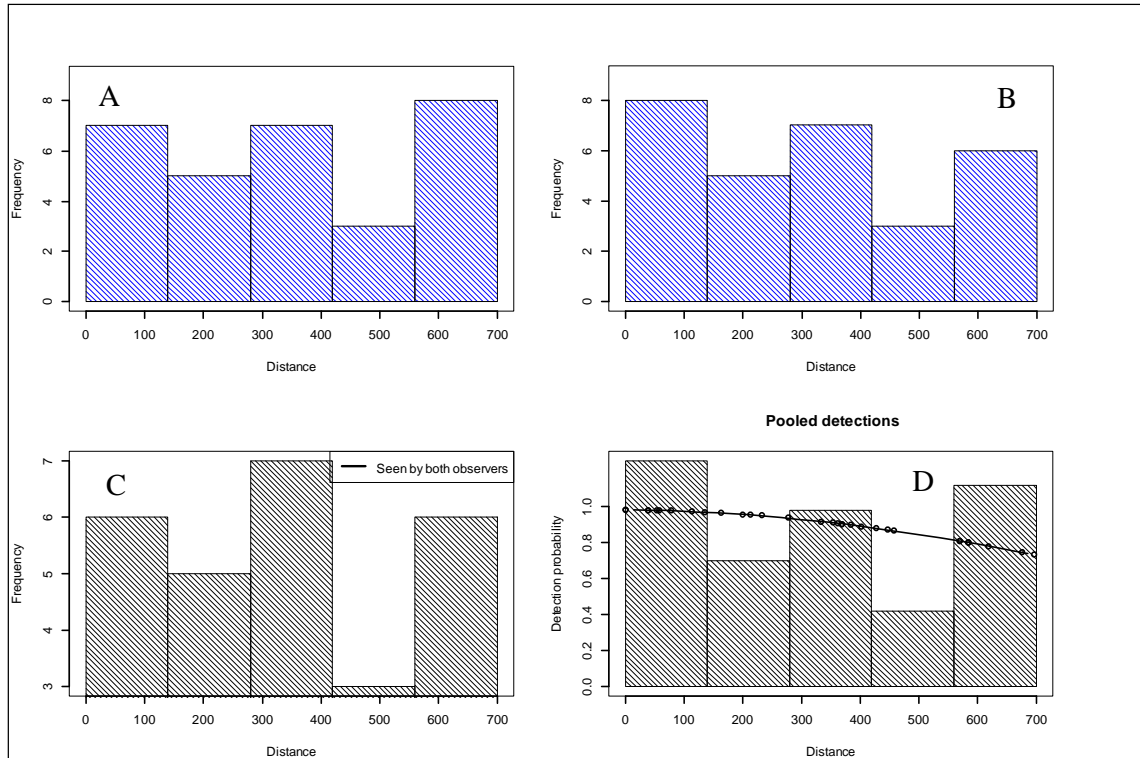 A
Frequency
8
6
4
2
0
0 100 200 300 400 500 600 700
Distance
B
Frequency
8
6
4
2
0
0 100 200 300 400 500 600 700
Distance
C
Seen by both observers
Frequency
7
6
5
4
3
0 100 200 300 400 500 600 700
Distance
Pooled detections
D
Detection probability
1.0
0.8
0.6
0.4
0.2
0.0
0 100 200 300 400 500 600 700
Distance